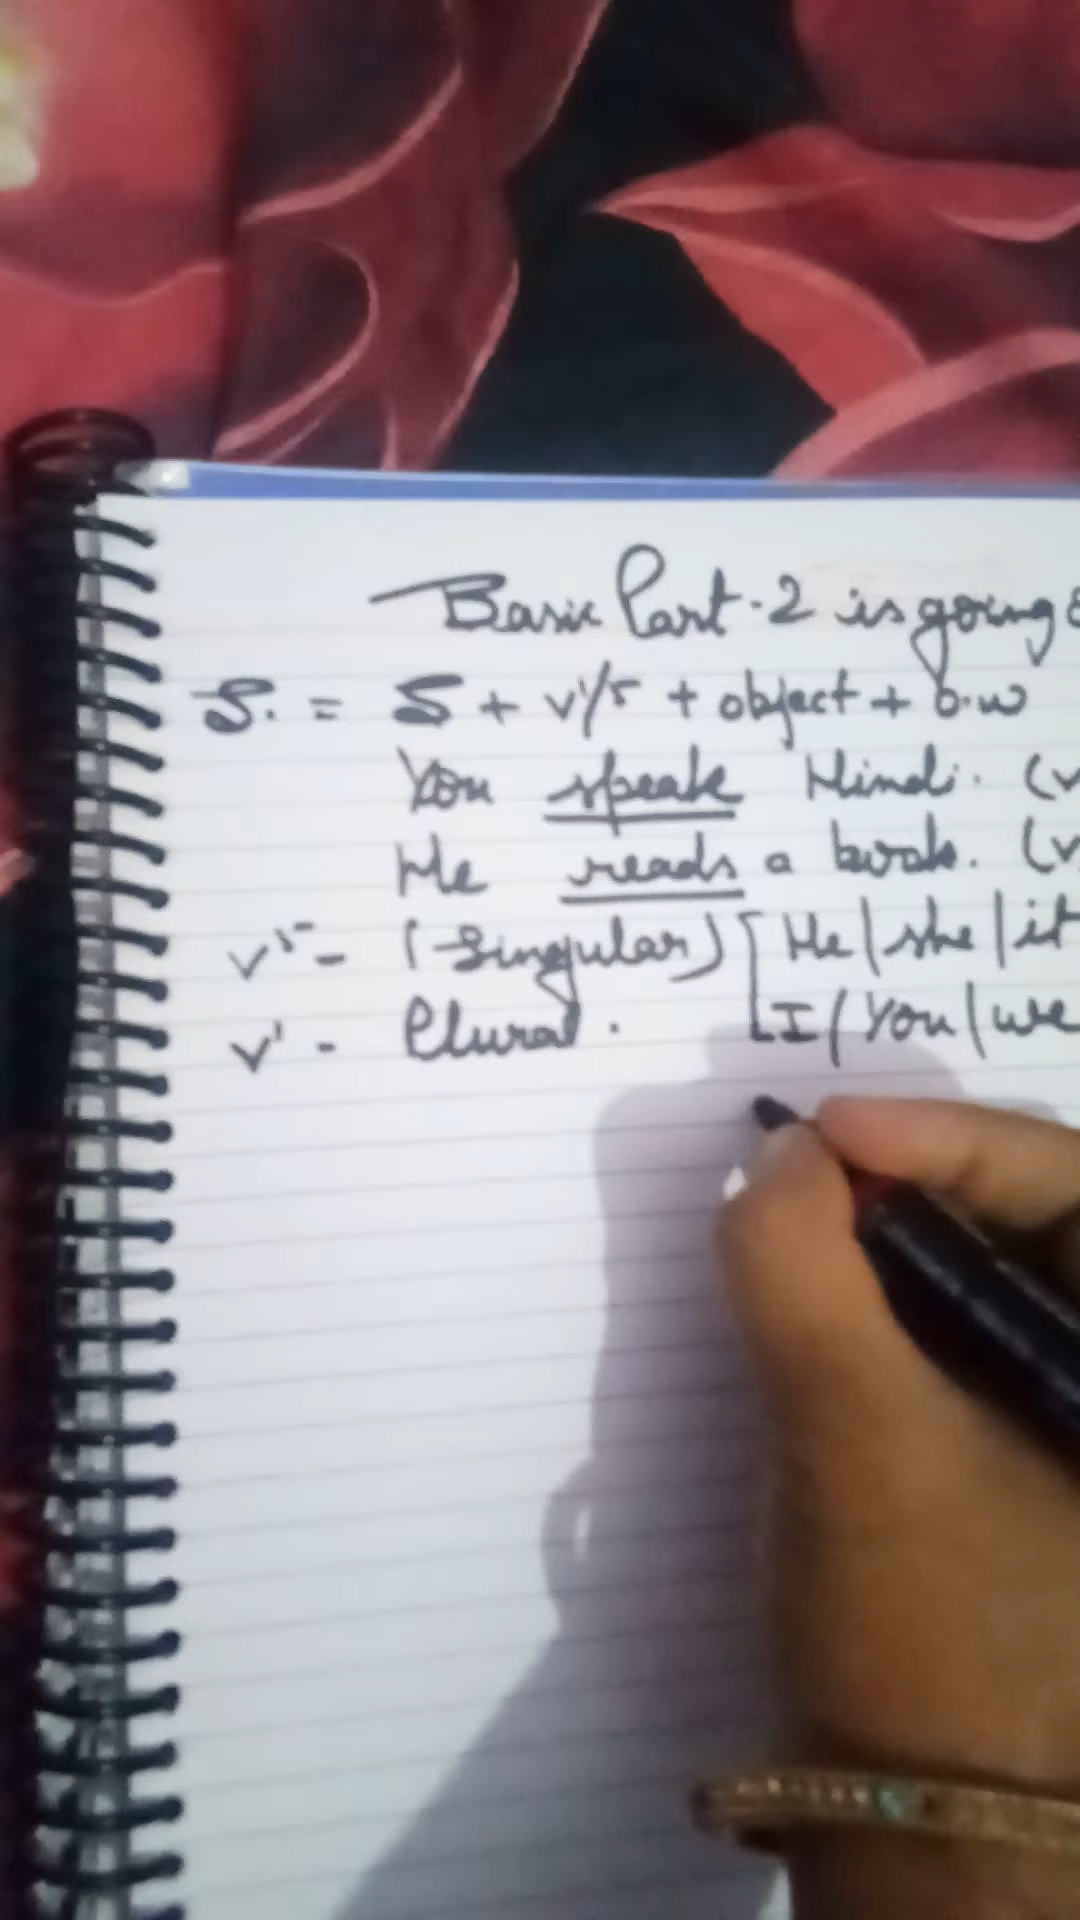 Basic Part-2 is going
S. = S + v¹/⁵ + object + o.w
You speak Hindi. (v
He reads a book. (v
v⁵ - (Singular) [He|she|it
v¹ - Plural. [I/You|we